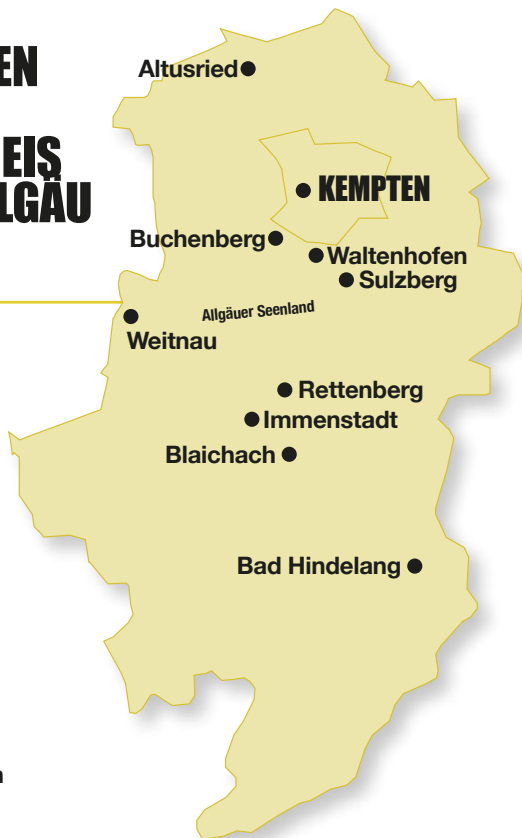 EN
Altusried
EIS
LGÄU
KEMPTEN
Buchenberg
Waltenhofen
Sulzberg
Allgäuer Seenland
Weitnau
Rettenberg
Immenstadt
Blaichach
Bad Hindelang